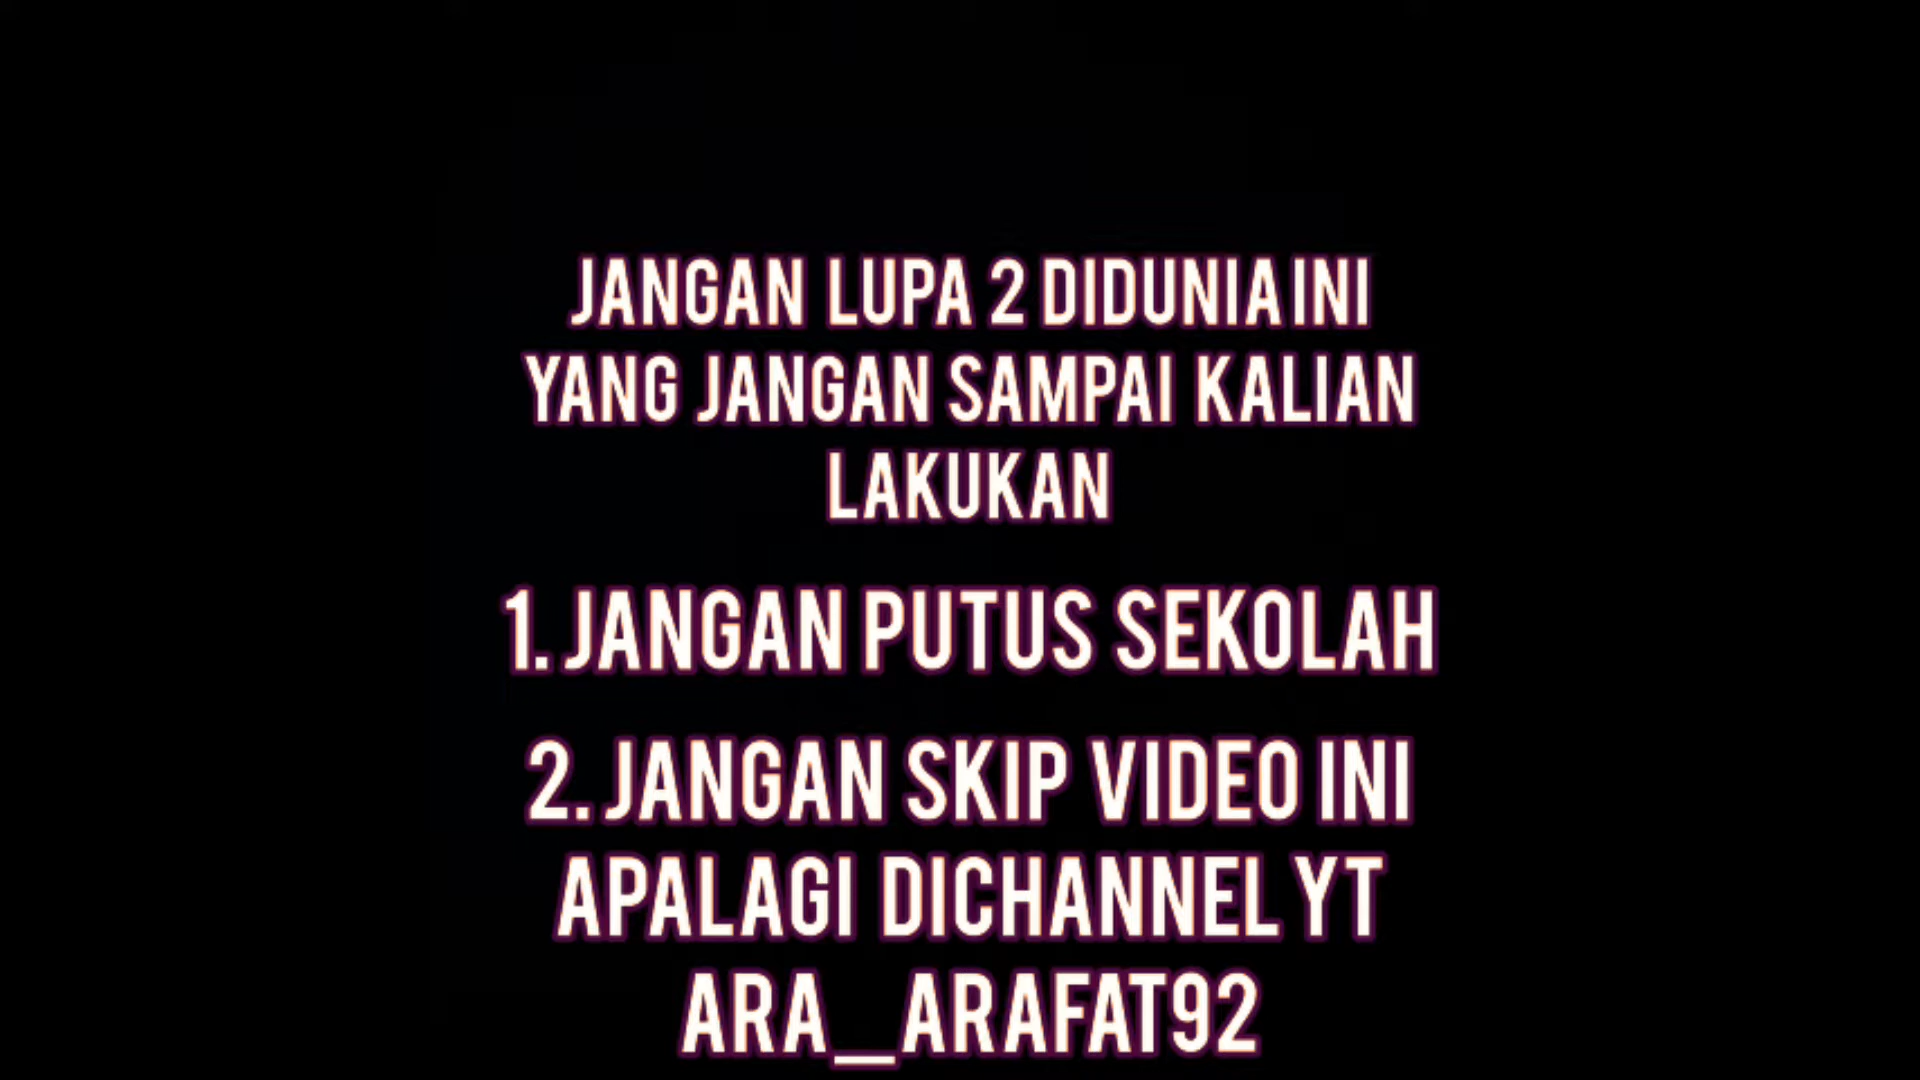 JANGAN LUPA 2 DIDUNIA INI
YANG JANGAN SAMPAI KALIAN
LAKUKAN
1. JANGAN PUTUS SEKOLAH
2. JANGAN SKIP VIDEO INI
APALAGI DICHANNEL YT
ARA_ARAFAT92